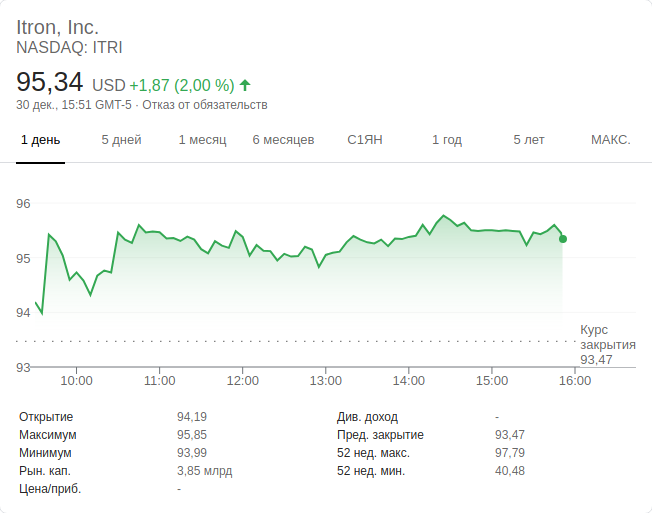 Itron, Inc.
NASDAQ: ITRI
95,34 USD +1,87 (2,00 %)
30 дек., 15:51 GMT-5 · Отказ от обязательств
1 день 5 дней 1 месяц 6 месяцев С1ЯН 1 год 5 лет МАКС.
96
95
94
Курс
закрытия
93,47
93
10:00 11:00 12:00 13:00 14:00 15:00 16:00
Открытие 94,19 Див. доход -
Максимум 95,85 Пред. закрытие 93,47
Минимум 93,99 52 нед. макс. 97,79
Рын. кап. 3,85 млрд 52 нед. мин. 40,48
Цена/приб. -